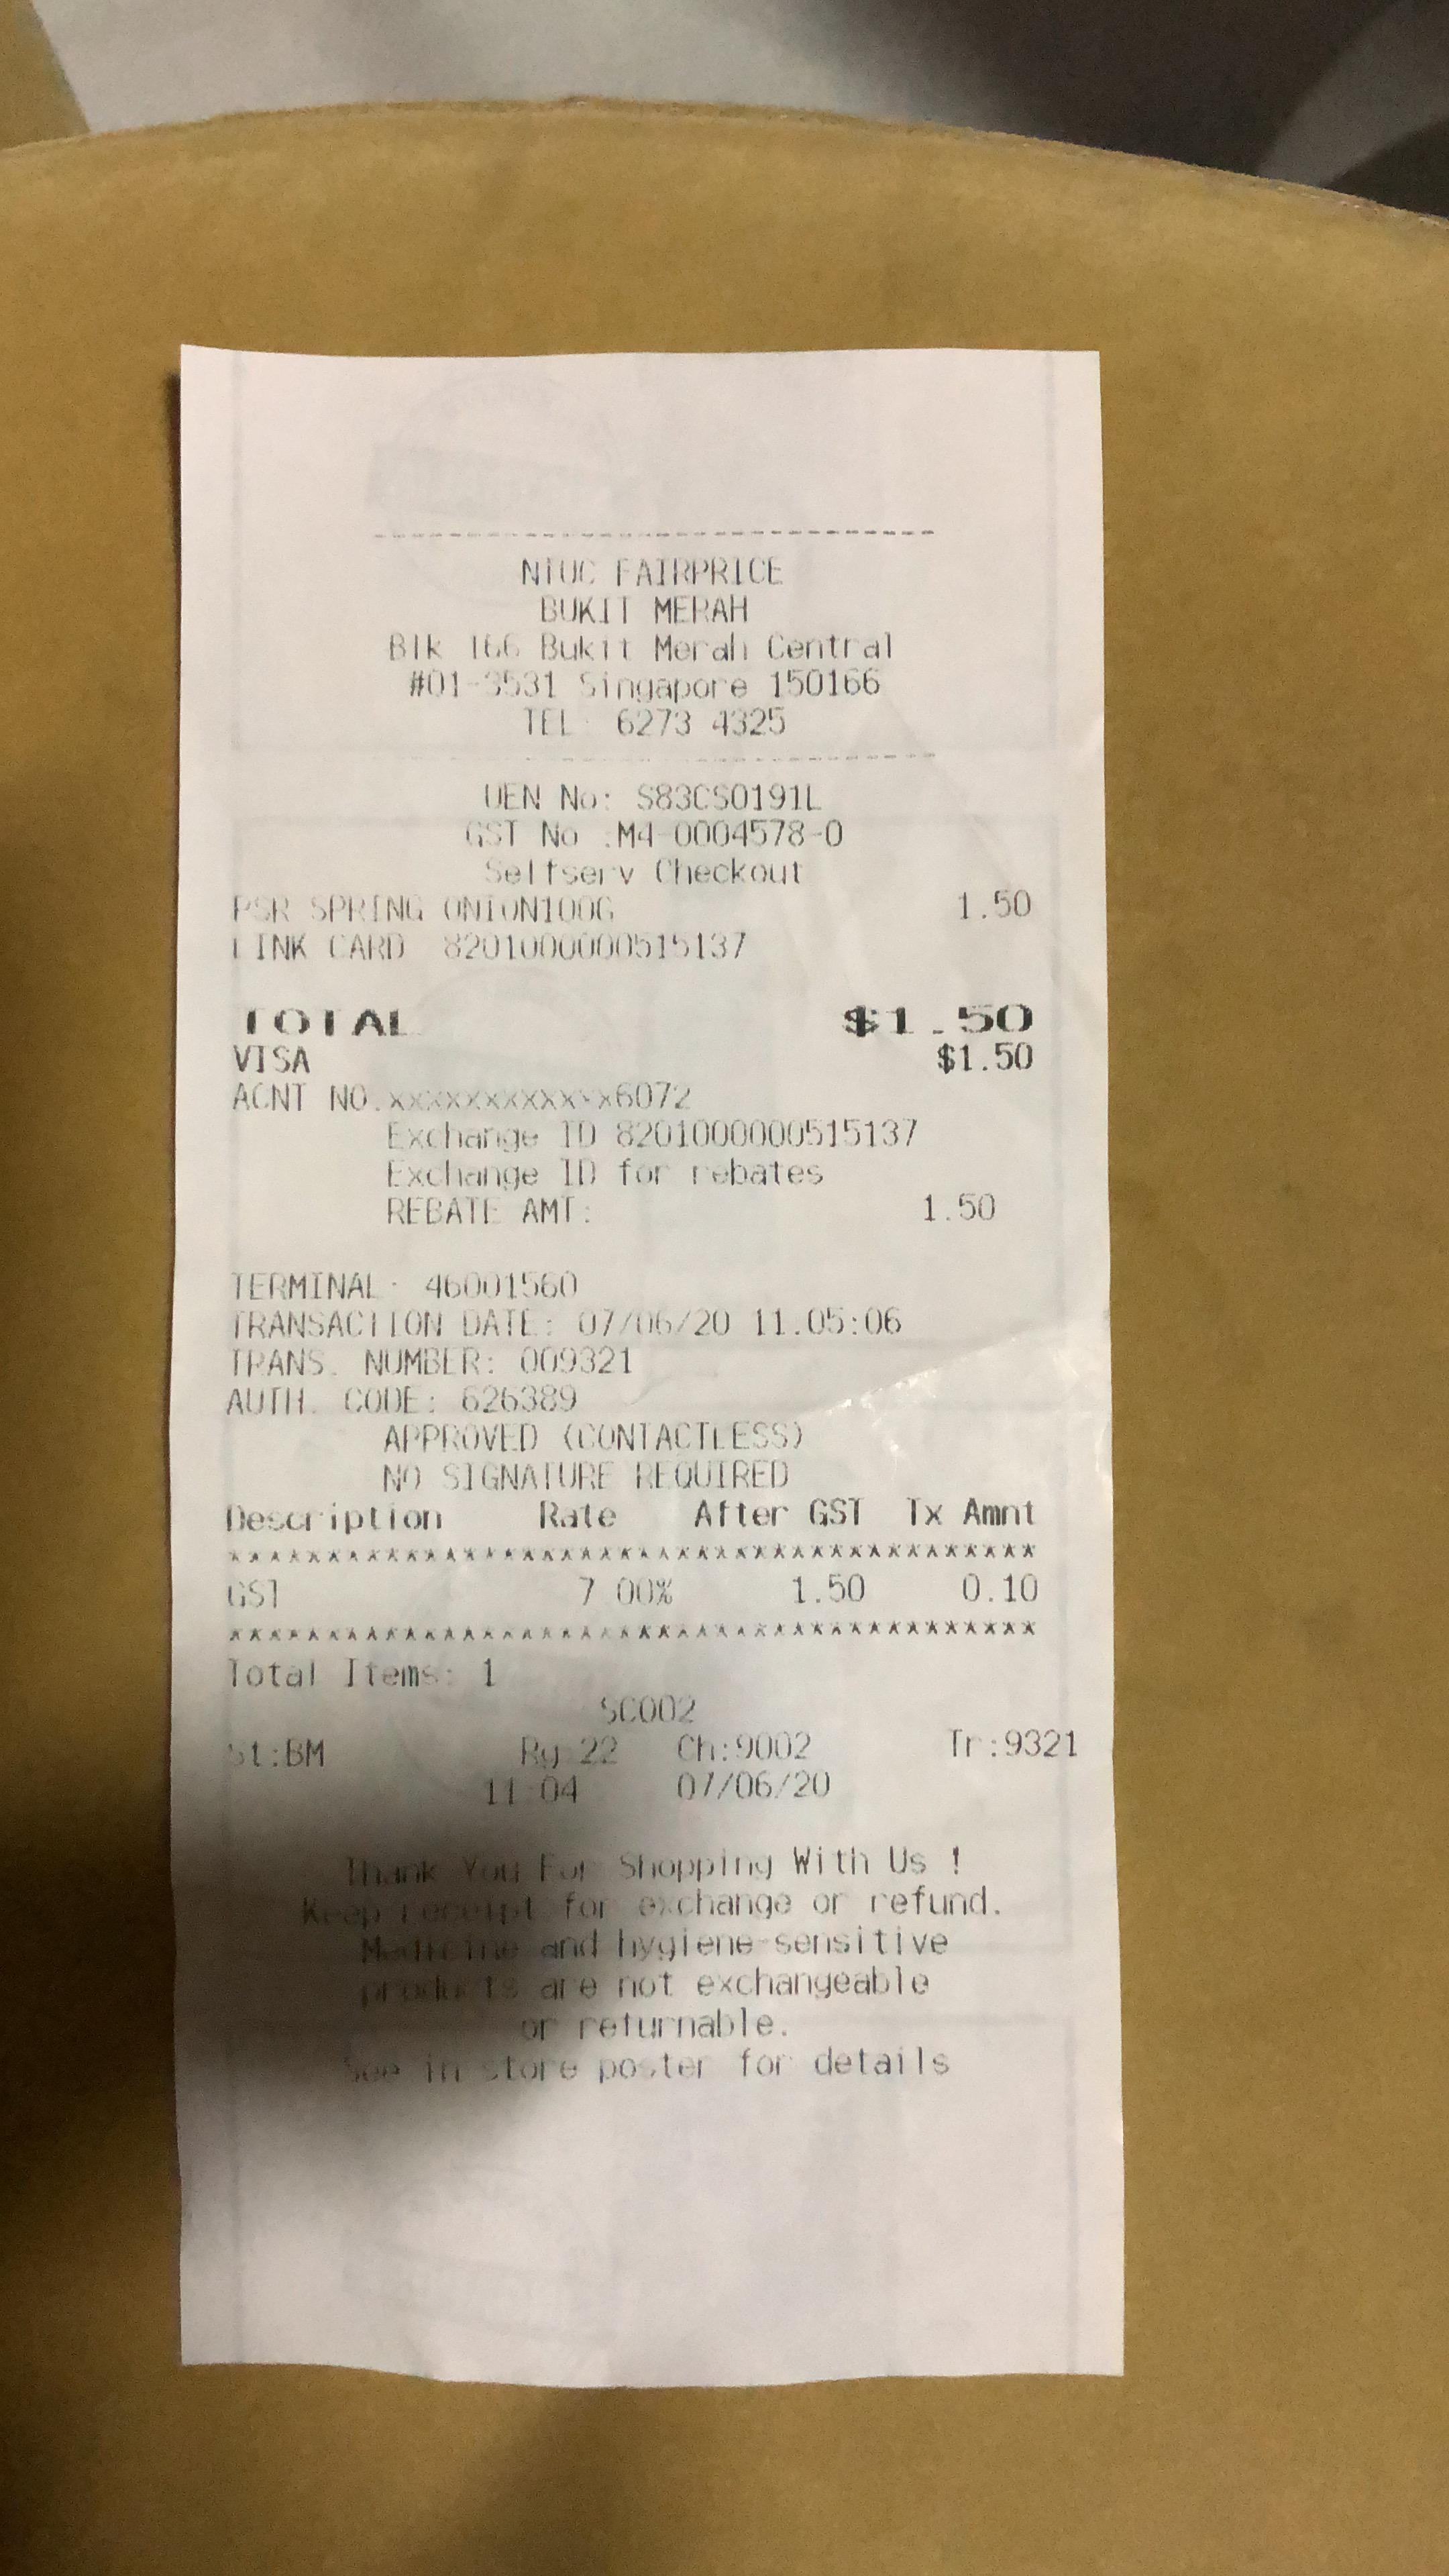 NTUC FAIRPRICE
BUKIT MERAH
Blk 166 Bukit Merah Central
#01-3531 Singapore 150166
TEL: 6273 4325
UEN No: S83CS0191L
GST No :M4-0004578-0
Selfserv Checkout
PSR SPRING ONION100G 1.50
LINK CARD 8201000000515137
TOTAL $1.50
VISA $1.50
ACNT NO.xxxxxxxxxxxx6072
Exchange ID 8201000000515137
Exchange ID for rebates
REBATE AMT: 1.50
TERMINAL: 46001560
TRANSACTION DATE: 07/06/20 11:05:06
TRANS. NUMBER: 009321
AUTH. CODE: 626389
APPROVED (CONTACTLESS)
NO SIGNATURE REQUIRED
Description Rate After GST Tx Amnt
******************************************
GST 7.00% 1.50 0.10
******************************************
Total Items: 1
SC002
St:BM Rg:22 Ch:9002 Tr:9321
11:04 07/06/20
Thank You For Shopping With Us !
Keep receipt for exchange or refund.
Medicine and hygiene-sensitive
products are not exchangeable
or returnable.
See in store poster for details